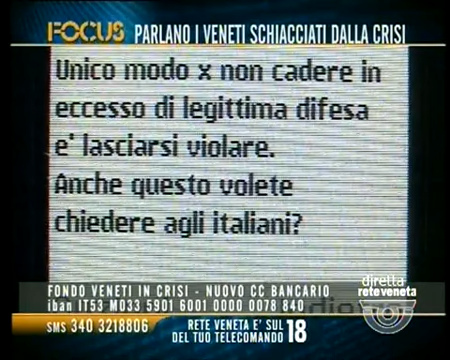 FOCUS PARLANO I VENETI SCHIACCIATI DALLA CRISI
Unico modo x non cadere in
eccesso di legittima difesa
e' lasciarsi violare.
Anche questo volete
chiedere agli italiani?
diretta
reteveneta
FONDO VENETI IN CRISI - NUOVO CC BANCARIO
iban IT53 M033 5901 6001 0000 0078 840
SMS 340 3218806
RETE VENETA E' SUL
DEL TUO TELECOMANDO 18